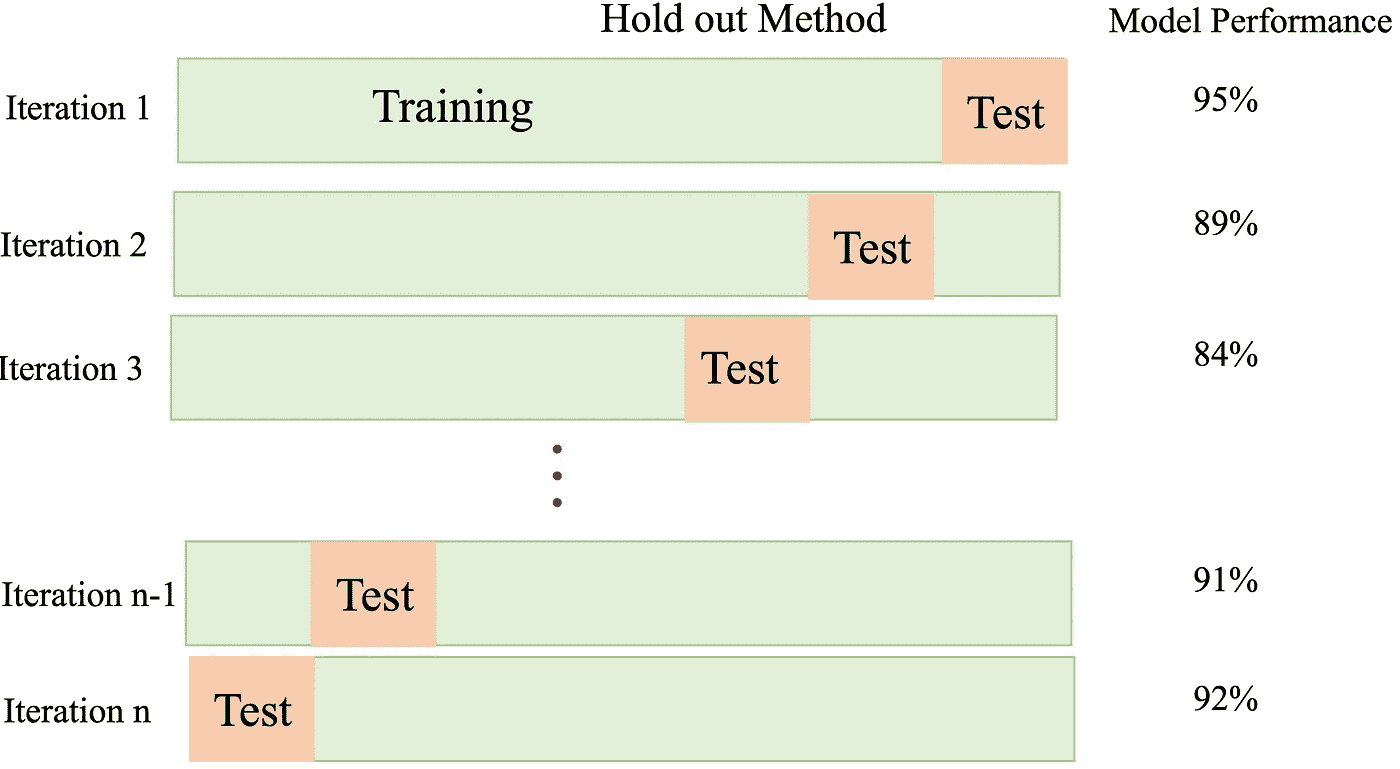 Hold out Method
Model Performance
Iteration 1
Training
Test
95%
Iteration 2
Test
89%
Iteration 3
Test
84%
Iteration n-1
Test
91%
Iteration n
Test
92%